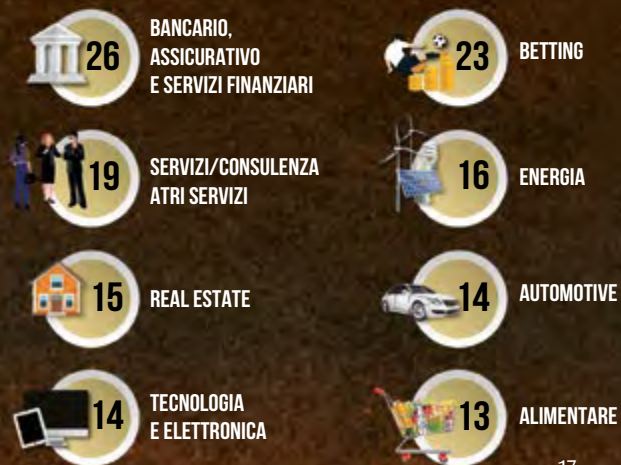 26
BANCARIO,
ASSICURATIVO
E SERVIZI FINANZIARI
23
BETTING
19
SERVIZI/CONSULENZA
ATRI SERVIZI
16
ENERGIA
15
REAL ESTATE
14
AUTOMOTIVE
14
TECNOLOGIA
E ELETTRONICA
13
ALIMENTARE
17